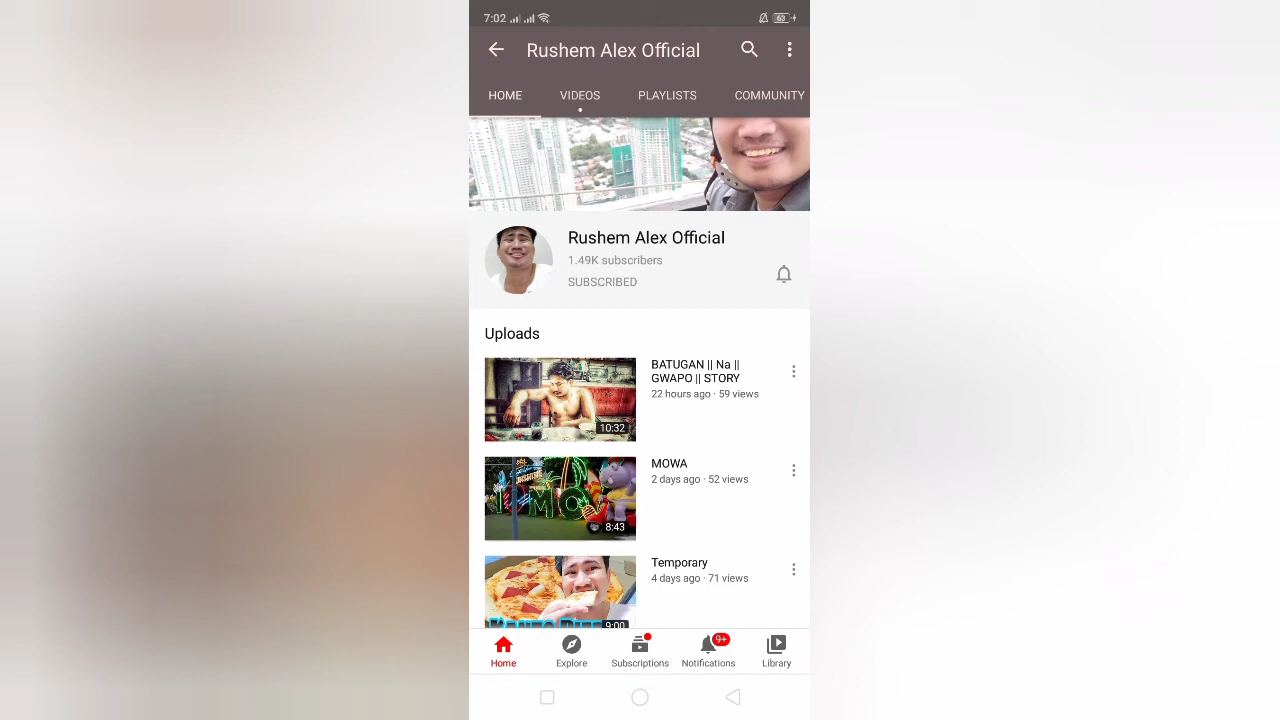 7:02
63
Rushem Alex Official
HOME VIDEOS PLAYLISTS COMMUNITY
Rushem Alex Official
1.49K subscribers
SUBSCRIBED
Uploads
BATUGAN || Na ||
GWAPO || STORY
22 hours ago · 59 views
10:32
MOWA
2 days ago · 52 views
8:43
Temporary
4 days ago · 71 views
9:00
9+
Home Explore Subscriptions Notifications Library